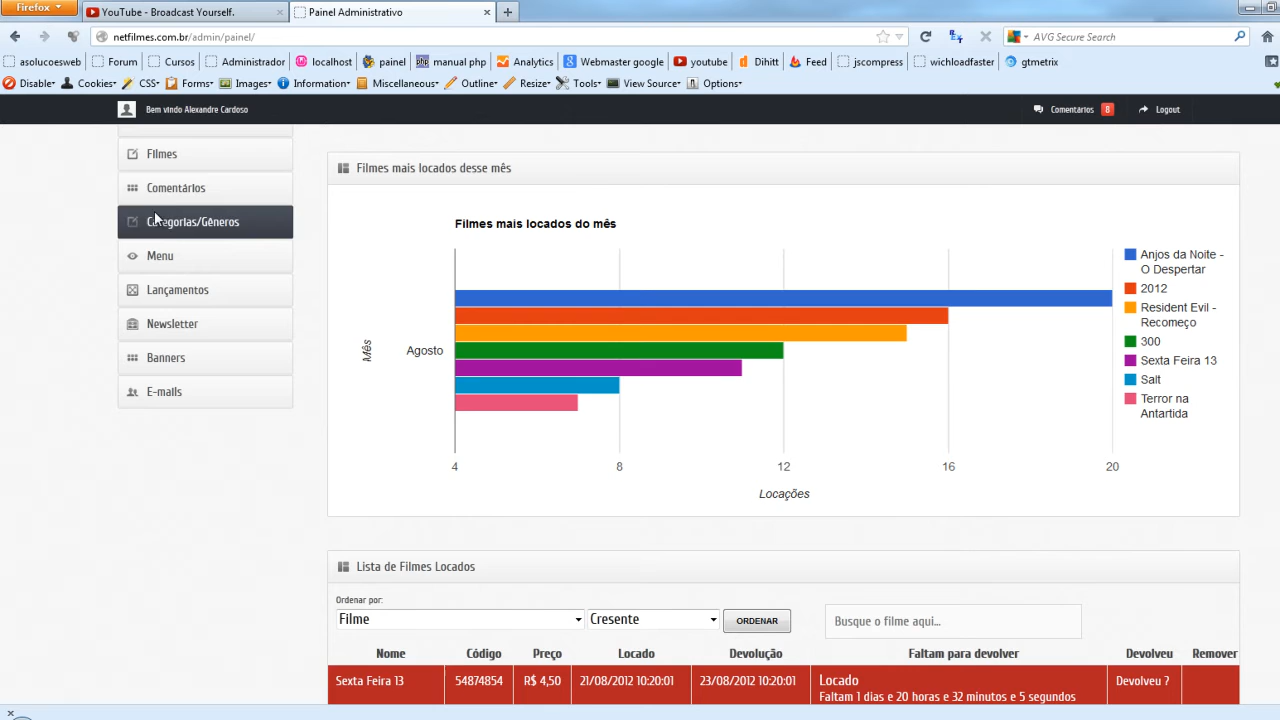 Firefox
YouTube - Broadcast Yourself.
Painel Administrativo
netfilmes.com.br/admin/painel/
AVG Secure Search
asolucoesweb
Forum
Cursos
Administrador
localhost
painel
manual php
Analytics
Webmaster google
youtube
Dihitt
Feed
jscompress
wichloadfaster
gtmetrix
Disable
Cookies
CSS
Forms
Images
Information
Miscellaneous
Outline
Resize
Tools
View Source
Options
Bem vindo Alexandre Cardoso
Comentários 8
Logout
Filmes
Comentários
Categorias/Gêneros
Menu
Lançamentos
Newsletter
Banners
E-mails
Filmes mais locados desse mês
Filmes mais locados do mês
Mês
Agosto
4 8 12 16 20
Locações
Anjos da Noite -
O Despertar
2012
Resident Evil -
Recomeço
300
Sexta Feira 13
Salt
Terror na
Antartida
Lista de Filmes Locados
Ordenar por:
Filme
Cresente
ORDENAR
Busque o filme aqui...
Nome Código Preço Locado Devolução Faltam para devolver Devolveu Remover
Sexta Feira 13 54874854 R$ 4,50 21/08/2012 10:20:01 23/08/2012 10:20:01 Locado Devolveu ?
Faltam 1 dias e 20 horas e 32 minutos e 5 segundos